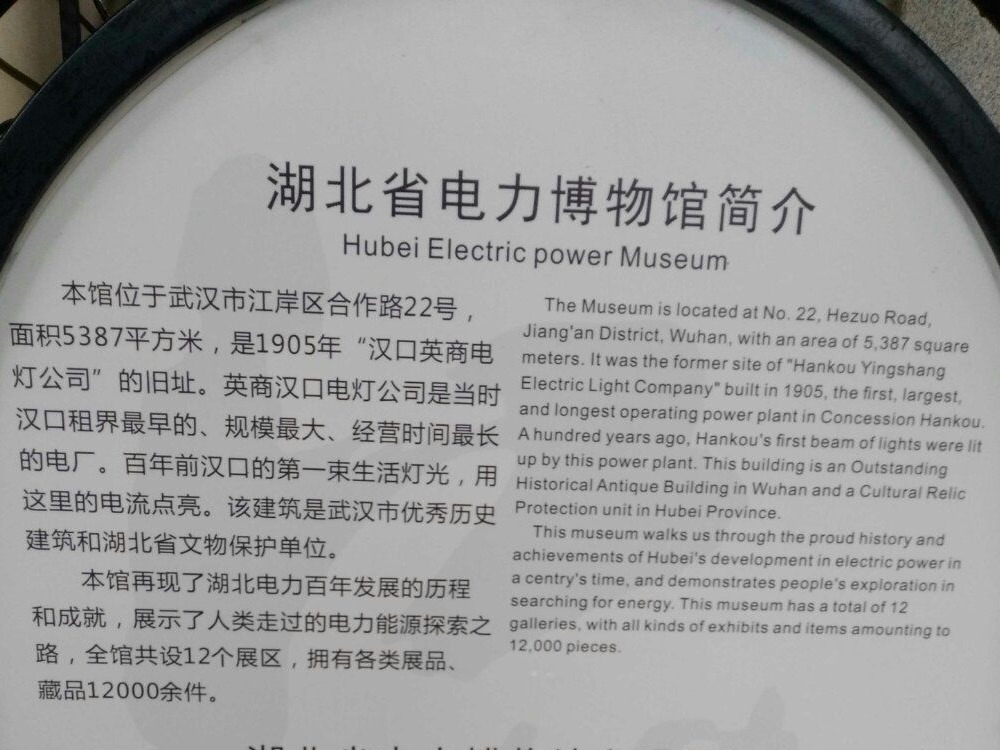 湖北省电力博物馆简介
Hubei Electric power Museum
本馆位于武汉市江岸区合作路22号，
面积5387平方米，是1905年“汉口英商电
灯公司”的旧址。英商汉口电灯公司是当时
汉口租界最早的、规模最大、经营时间最长
的电厂。百年前汉口的第一束生活灯光，用
这里的电流点亮。该建筑是武汉市优秀历史
建筑和湖北省文物保护单位。
本馆再现了湖北电力百年发展的历程
和成就，展示了人类走过的电力能源探索之
路，全馆共设12个展区，拥有各类展品、
藏品12000余件。
The Museum is located at No. 22, Hezuo Road,
Jiang'an District, Wuhan, with an area of 5,387 square
meters. It was the former site of "Hankou Yingshang
Electric Light Company" built in 1905, the first, largest,
and longest operating power plant in Concession Hankou.
A hundred years ago, Hankou's first beam of lights were lit
up by this power plant. This building is an Outstanding
Historical Antique Building in Wuhan and a Cultural Relic
Protection unit in Hubei Province.
This museum walks us through the proud history and
achievements of Hubei's development in electric power in
a centry's time, and demonstrates people's exploration in
searching for energy. This museum has a total of 12
galleries, with all kinds of exhibits and items amounting to
12,000 pieces.